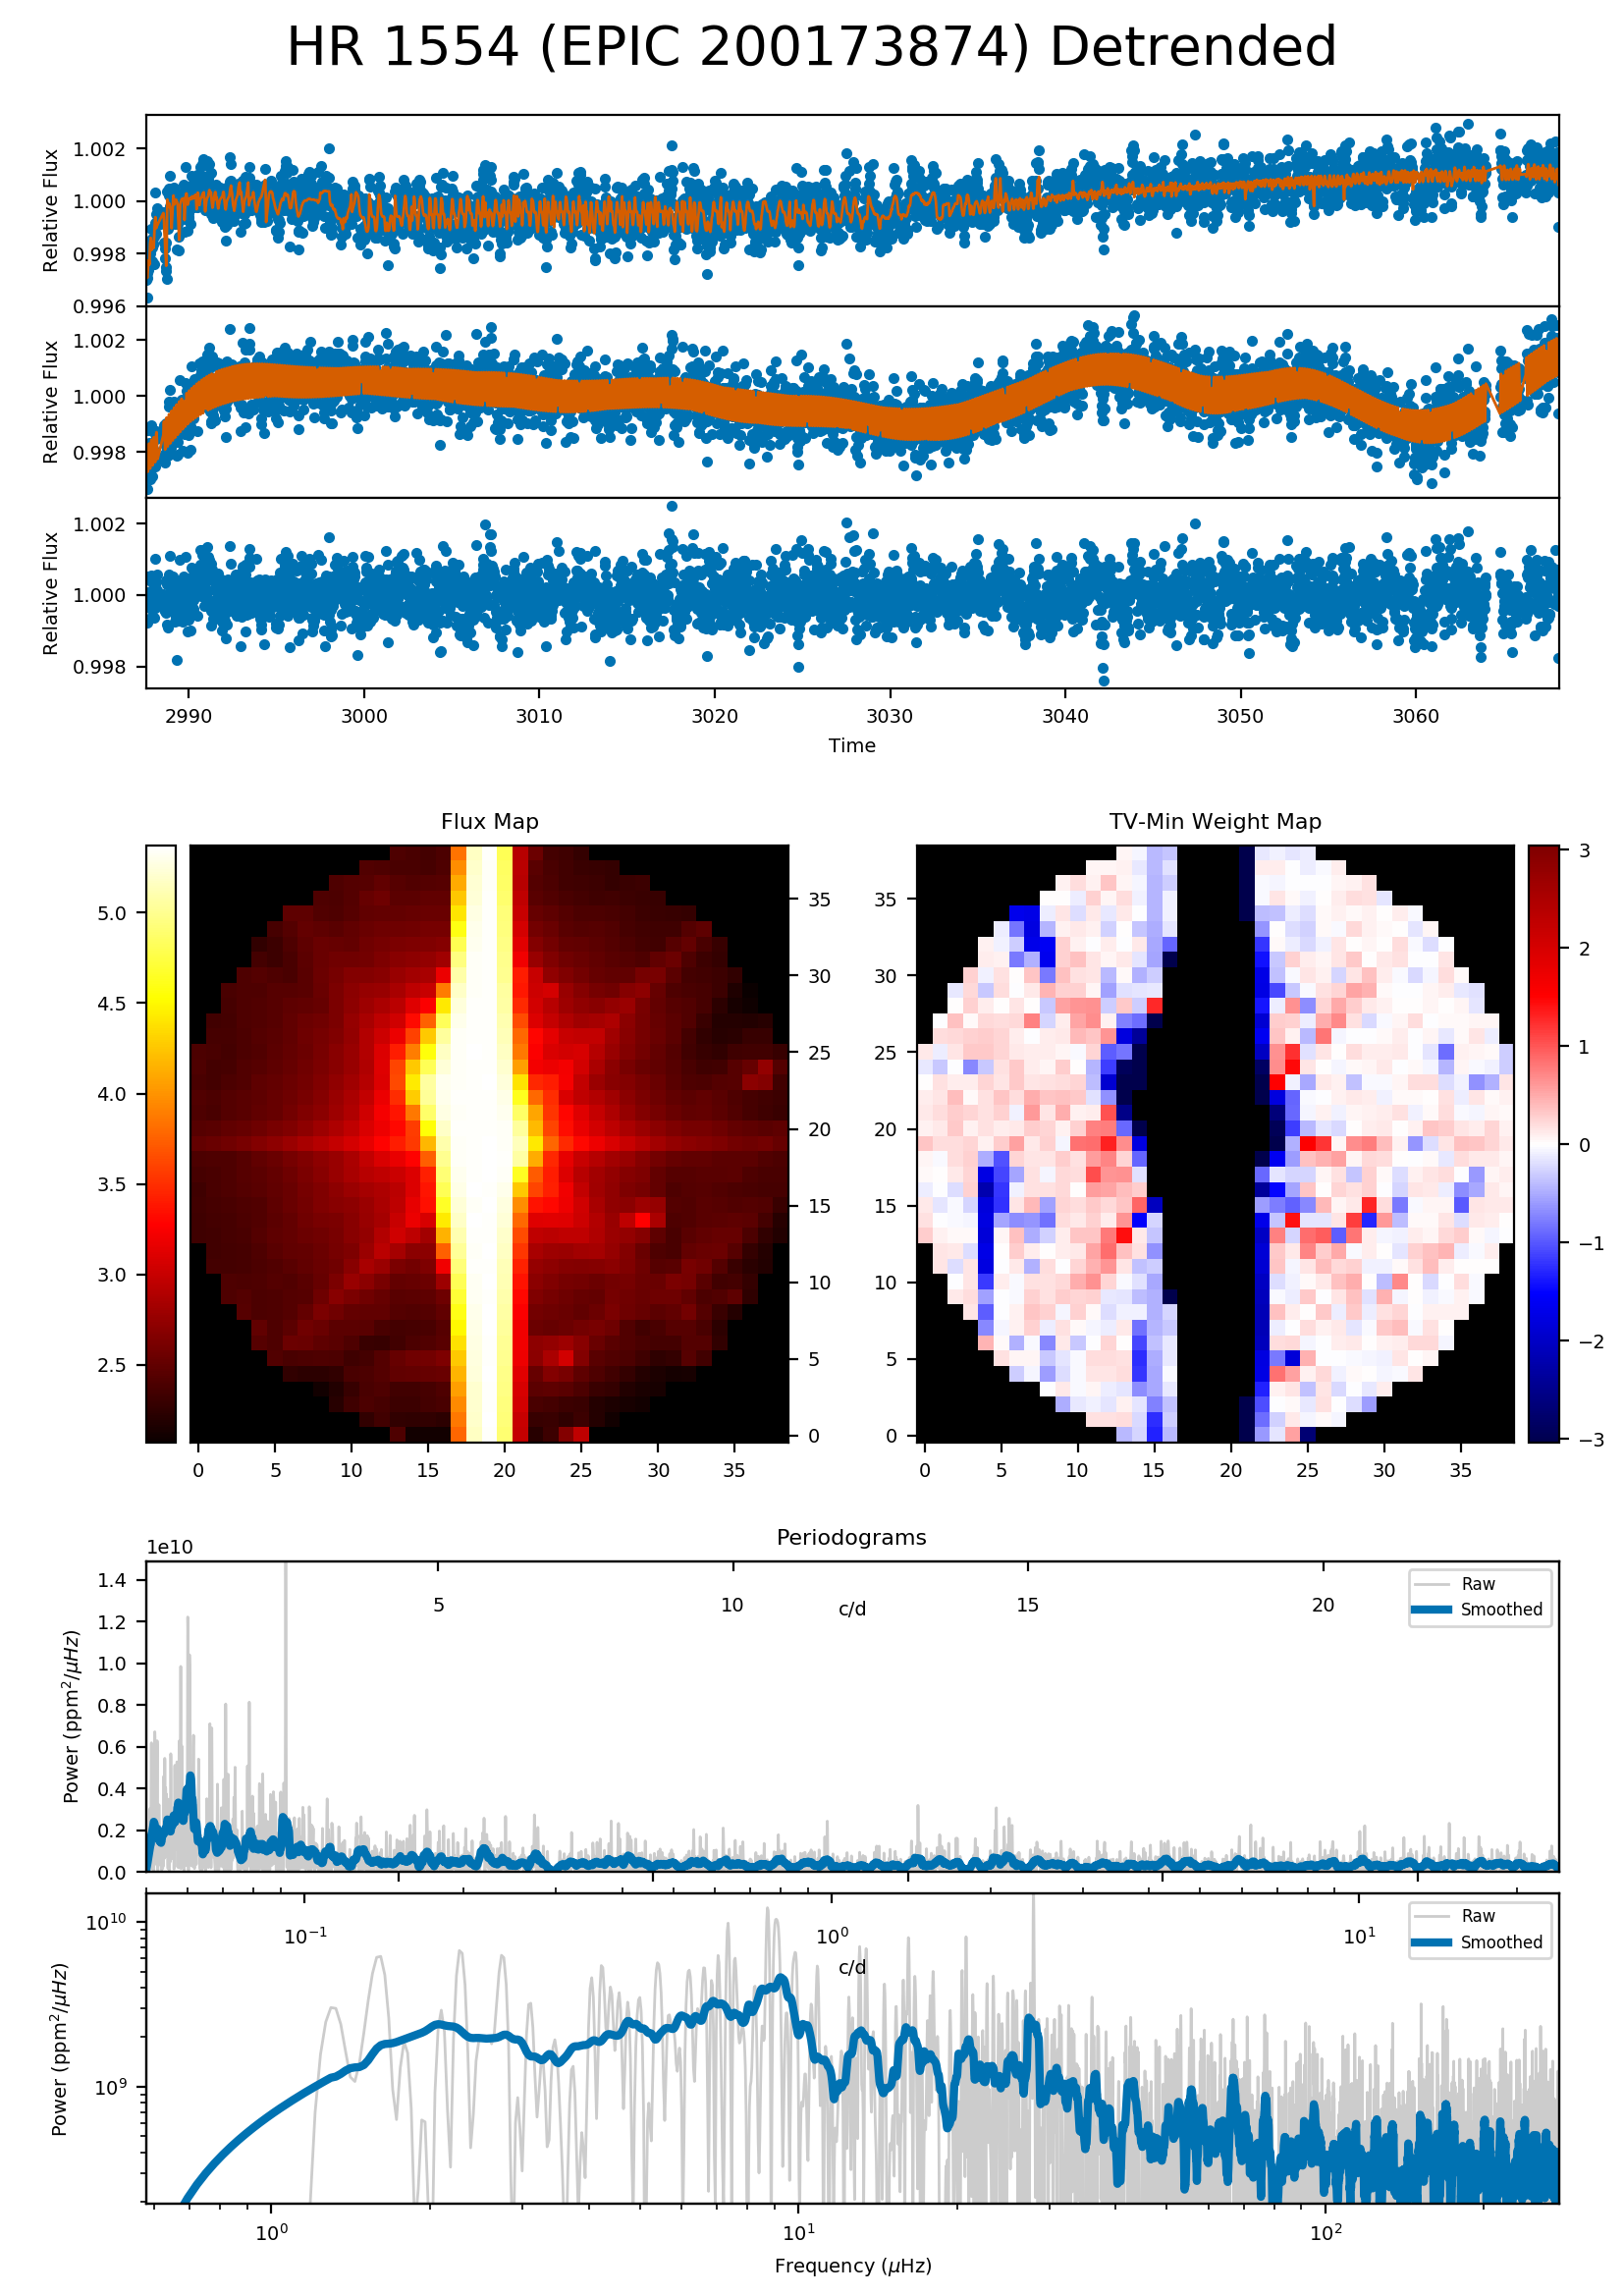 HR 1554 (EPIC 200173874) Detrended
Relative Flux
1.002
1.000
0.998
0.996
Relative Flux
1.002
1.000
0.998
Relative Flux
1.002
1.000
0.998
2990 3000 3010 3020 3030 3040 3050 3060
Time
Flux Map
5.0
4.5
4.0
3.5
3.0
2.5
35
30
25
20
15
10
5
0
0 5 10 15 20 25 30 35
TV-Min Weight Map
35
30
25
20
15
10
5
0
0 5 10 15 20 25 30 35
3
2
1
0
−1
−2
−3
Periodograms
1e10
Power (ppm²/μHz)
1.4
1.2
1.0
0.8
0.6
0.4
0.2
0.0
5 10 15 20
c/d
Raw
Smoothed
Power (ppm²/μHz)
10¹⁰
10⁹
10⁻¹ 10⁰ 10¹
c/d
Raw
Smoothed
10⁰ 10¹ 10²
Frequency (μHz)